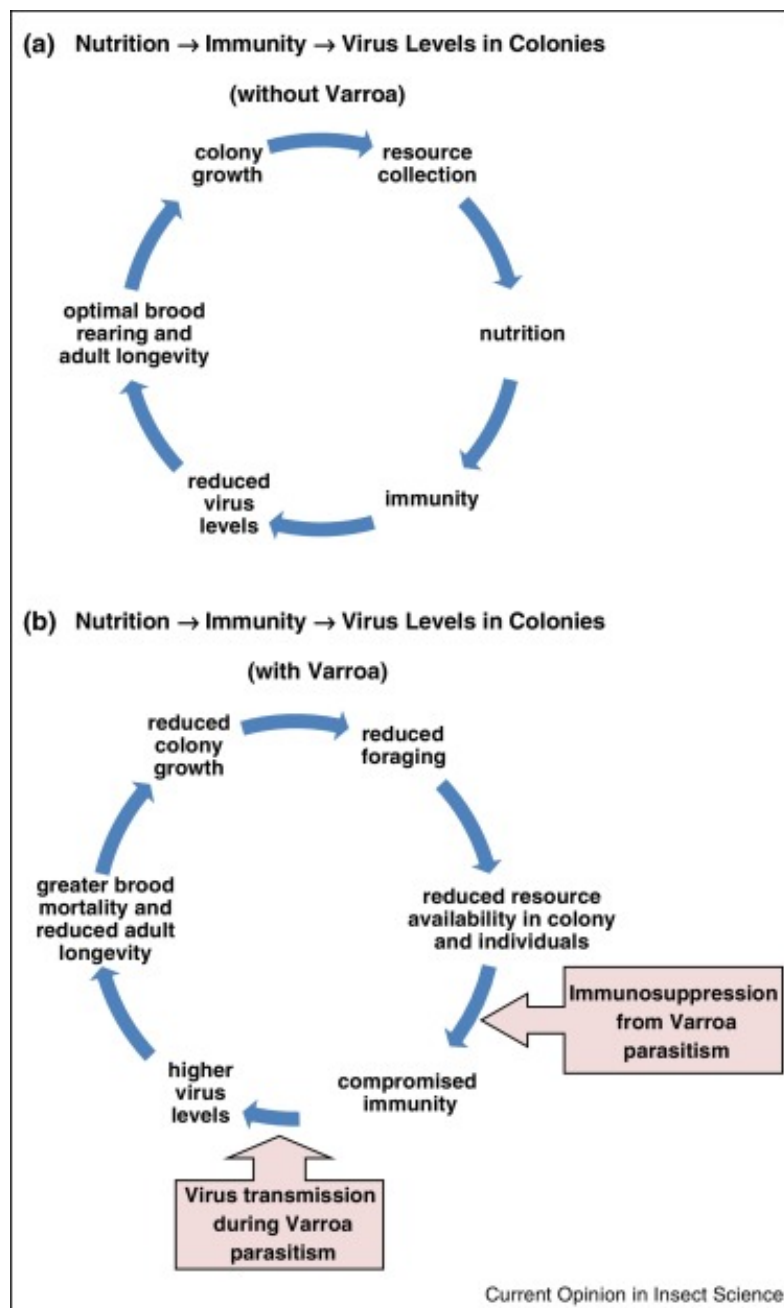 (a) Nutrition → Immunity → Virus Levels in Colonies
(without Varroa)
colony
growth
resource
collection
nutrition
immunity
reduced
virus
levels
optimal brood
rearing and
adult longevity
(b) Nutrition → Immunity → Virus Levels in Colonies
(with Varroa)
reduced
colony
growth
reduced
foraging
reduced resource
availability in colony
and individuals
Immunosuppression
from Varroa
parasitism
compromised
immunity
Virus transmission
during Varroa
parasitism
higher
virus
levels
greater brood
mortality and
reduced adult
longevity
Current Opinion in Insect Science